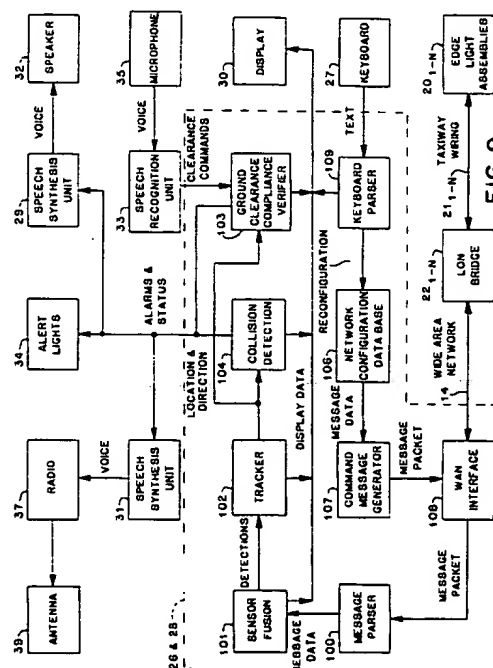 39
ANTENNA
37
RADIO
VOICE
31
SPEECH
SYNTHESIS
UNIT
34
ALERT
LIGHTS
29
SPEECH
SYNTHESIS
UNIT
VOICE
32
SPEAKER
ALARMS &
STATUS
33
SPEECH
RECOGNITION
UNIT
VOICE
35
MICROPHONE
CLEARANCE
COMMANDS
26 & 28
LOCATION &
DIRECTION
101
SENSOR
FUSION
DETECTIONS
102
TRACKER
104
COLLISION
DETECTION
103
GROUND
CLEARANCE
COMPLIANCE
VERIFIER
30
DISPLAY
DISPLAY DATA
MESSAGE
DATA
100
MESSAGE
PARSER
107
COMMAND
MESSAGE
GENERATOR
MESSAGE
DATA
106
NETWORK
CONFIGURATION
DATA BASE
RECONFIGURATION
109
KEYBOARD
PARSER
TEXT
27
KEYBOARD
MESSAGE
PACKET
MESSAGE
PACKET
108
WAN
INTERFACE
WIDE AREA
NETWORK
14
22 1-N
LON
BRIDGE
TAXIWAY
WIRING
21 1-N
20 1-N
EDGE
LIGHT
ASSEMBLIES
FIG.